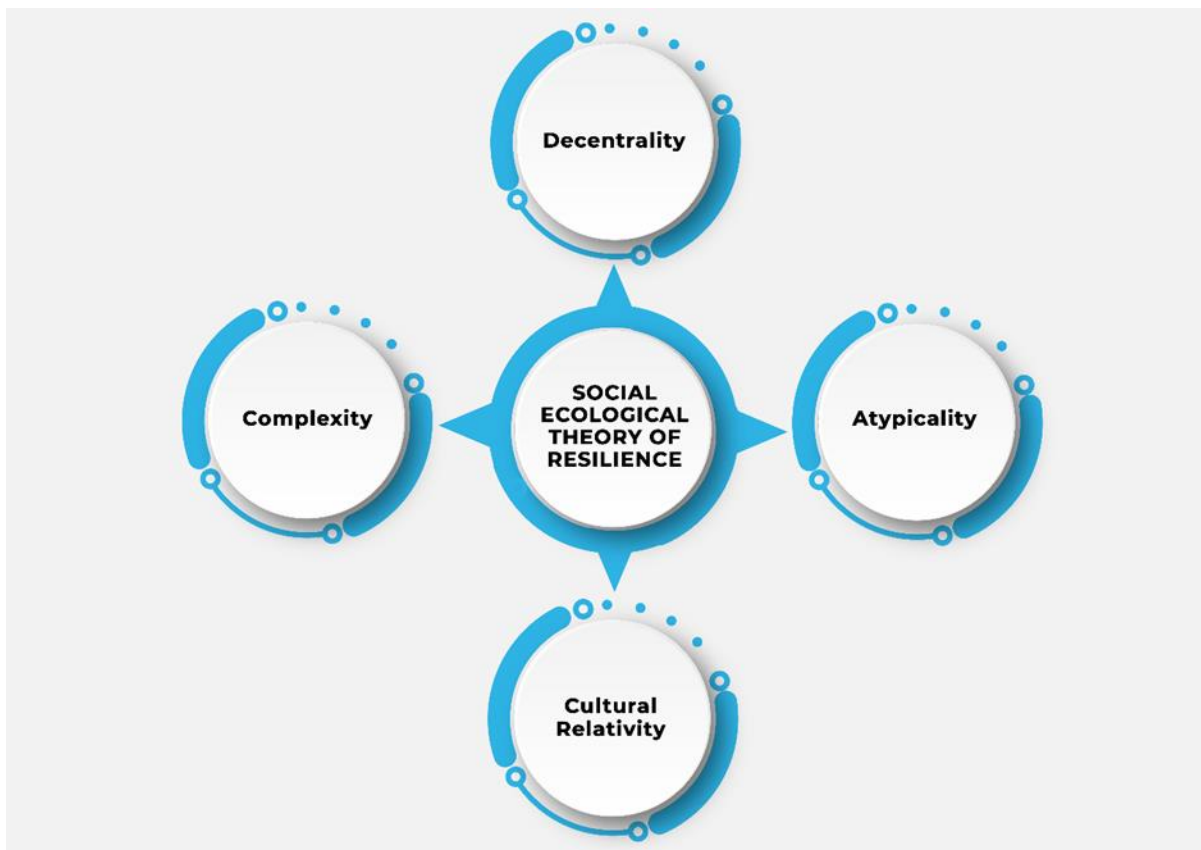 Decentrality
Complexity
SOCIAL
ECOLOGICAL
THEORY OF
RESILIENCE
Atypicality
Cultural
Relativity